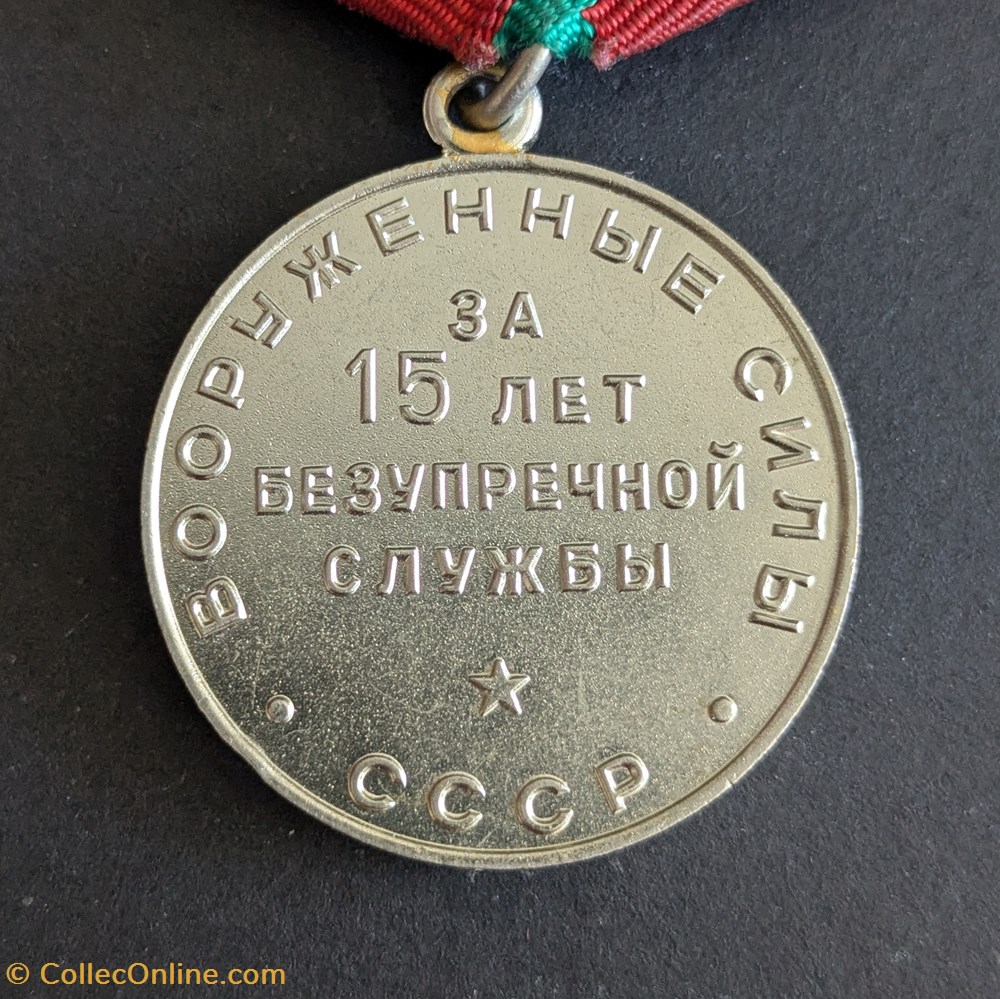 ВООРУЖЕННЫЕ СИЛЫ
ЗА
15 ЛЕТ
БЕЗУПРЕЧНОЙ
СЛУЖБЫ
СССР
© CollecOnline.com